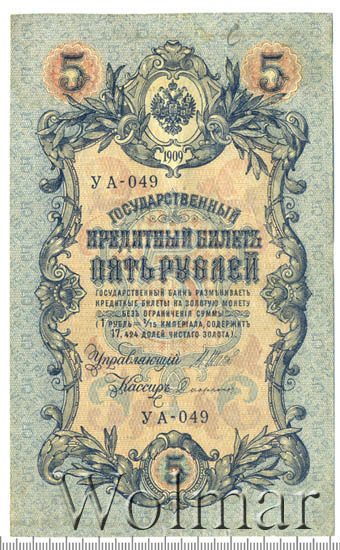 5 5
1909
УА-049
ГОСУДАРСТВЕННЫЙ
КРЕДИТНЫЙ БИЛЕТЪ
ПЯТЬ РУБЛЕЙ
ГОСУДАРСТВЕННЫЙ БАНКЪ РАЗМѢНИВАЕТЪ
КРЕДИТНЫЕ БИЛЕТЫ НА ЗОЛОТУЮ МОНЕТУ
БЕЗЪ ОГРАНИЧЕНІЯ СУММЫ
(1 РУБЛЬ = 1/15 ИМПЕРІАЛА, СОДЕРЖИТЪ
17,424 ДОЛЕЙ ЧИСТАГО ЗОЛОТА).
Управляющій
Кассиръ
УА-049
5
Wolmar